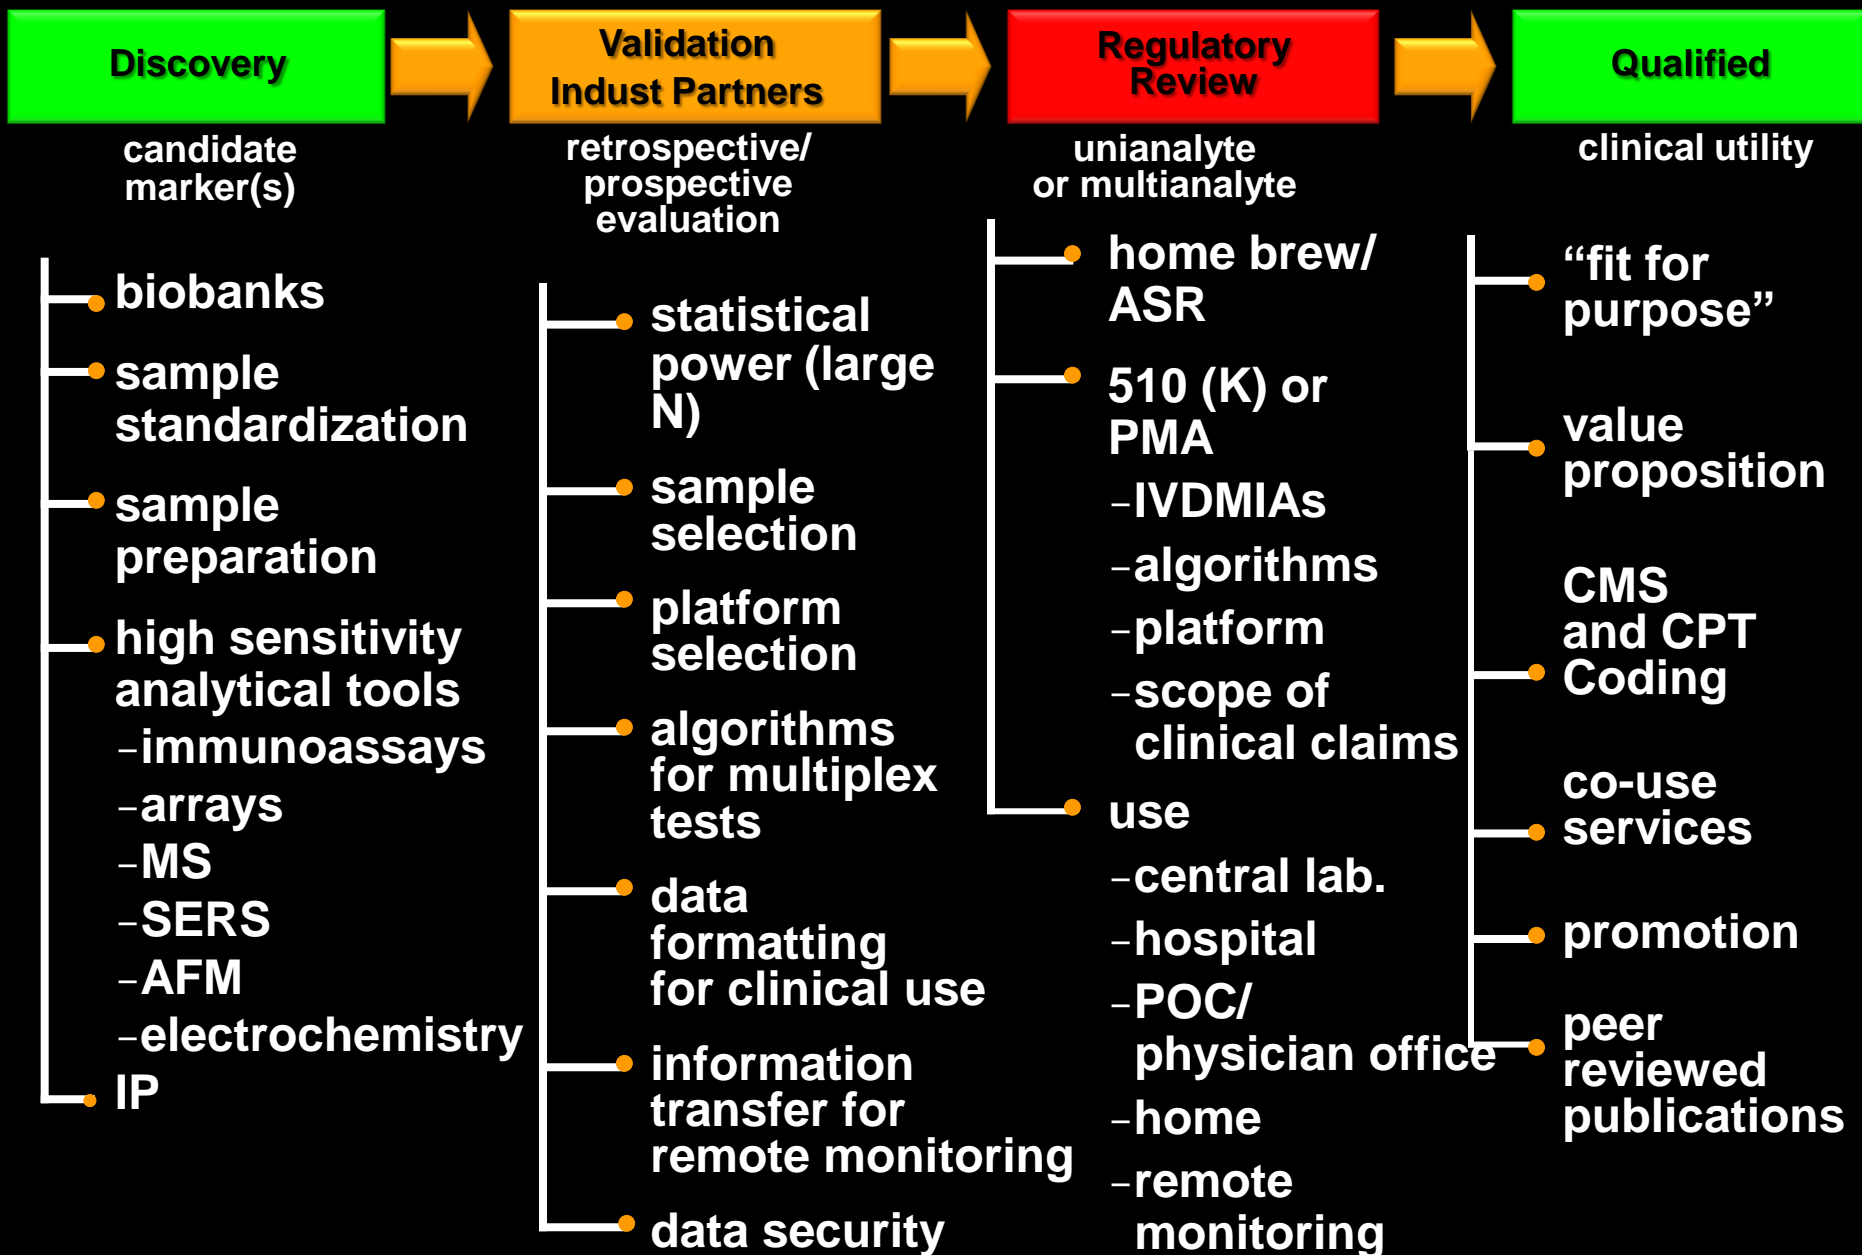 Discovery
candidate
marker(s)
biobanks
sample
standardization
sample
preparation
high sensitivity
analytical tools
–immunoassays
–arrays
–MS
–SERS
–AFM
–electrochemistry
IP
Validation
Indust Partners
retrospective/
prospective
evaluation
statistical
power (large
N)
sample
selection
platform
selection
algorithms
for multiplex
tests
data
formatting
for clinical use
information
transfer for
remote monitoring
data security
Regulatory
Review
unianalyte
or multianalyte
home brew/
ASR
510 (K) or
PMA
–IVDMIAs
–algorithms
–platform
–scope of
clinical claims
use
–central lab.
–hospital
–POC/
physician office
–home
–remote
monitoring
Qualified
clinical utility
“fit for
purpose”
value
proposition
CMS
and CPT
Coding
co-use
services
promotion
peer
reviewed
publications